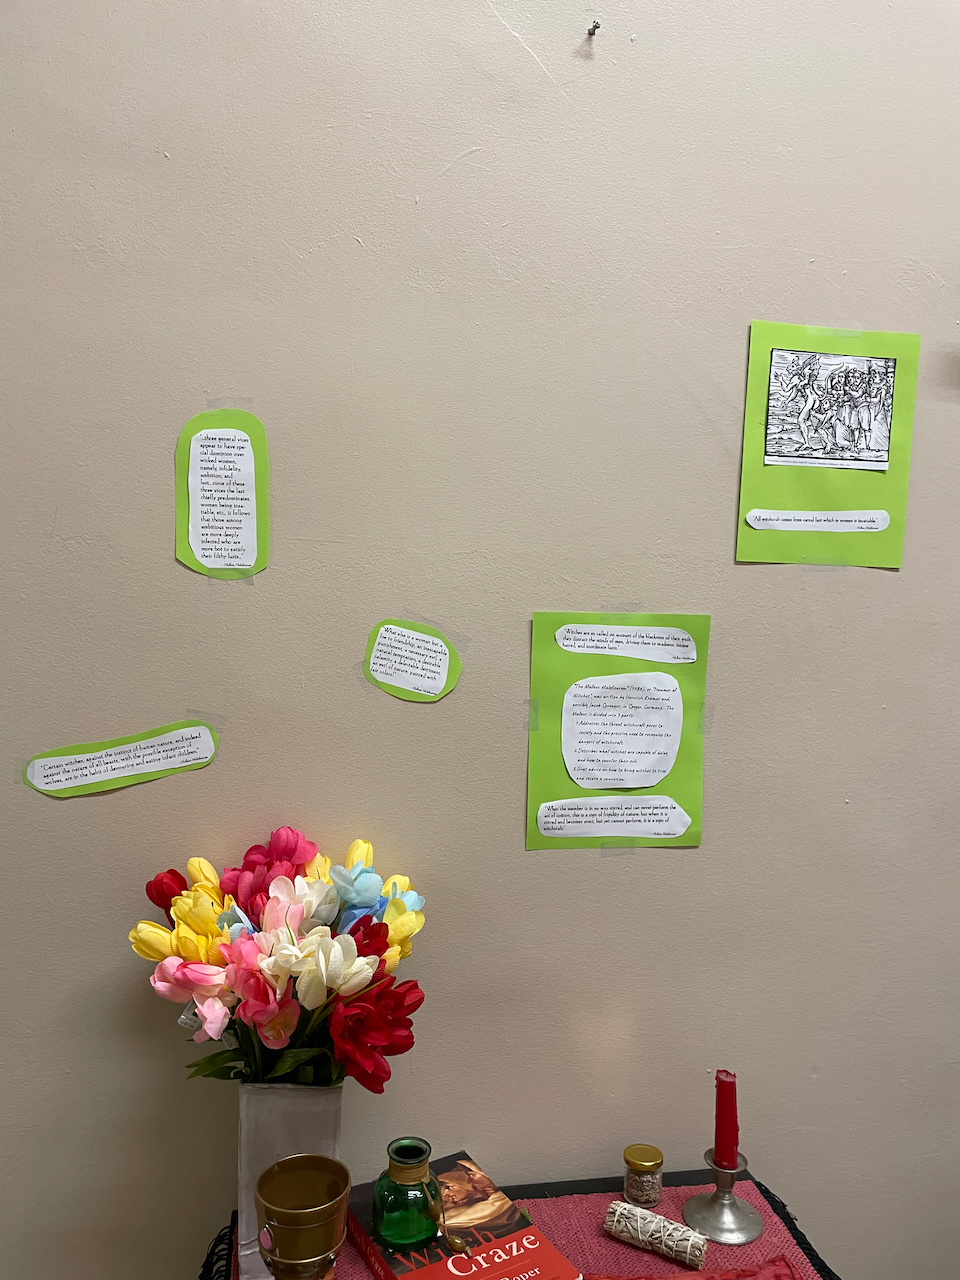 "...three general vices
appear to have spe-
cial dominion over
wicked women,
namely, infidelity,
ambition, and
lust...since of these
three vices the last
chiefly predominates,
women being insa-
tiable, etc., it follows
that those among
ambitious women
are more deeply
infected who are
more hot to satisfy
their filthy lusts..."
- Malleus Maleficarum
"All witchcraft comes from carnal lust which in women is insatiable."
- Malleus Maleficarum
"What else is a woman but a
foe to friendship, an inescapable
punishment, a necessary evil, a
natural temptation, a desirable
calamity, a delectable detriment,
an evil of nature, painted with
fair colors!"
- Malleus Maleficarum
"Witches are so called on account of the blackness of their guilt,
they distract the minds of men, driving them to madness, insane
hatred, and inordinate lusts"
- Malleus Maleficarum
"The Malleus Maleficarum" (1486), or "Hammer of
Witches", was written by Heinrich Kramer and,
possibly Jacob Sprenger, in Speyer, Germany. The
Malleus is divided into 3 parts:
1. Addresses the threat witchcraft poses to
society and the pressing need to recognize the
dangers of witchcraft.
2. Describes what witches are capable of doing
and how to counter their evil.
3. Gives advice on how to bring witches to trial
and secure a conviction.
"When the member is in no way stirred, and can never perform the
act of coition, this is a sign of frigidity of nature; but when it is
stirred and becomes erect, but yet cannot perform, it is a sign of
witchcraft."
- Malleus Maleficarum
"Certain witches, against the instinct of human nature, and indeed
against the nature of all beasts, with the possible exception of
wolves, are in the habit of devouring and eating infant children."
- Malleus Maleficarum
Witch
Craze
Roper